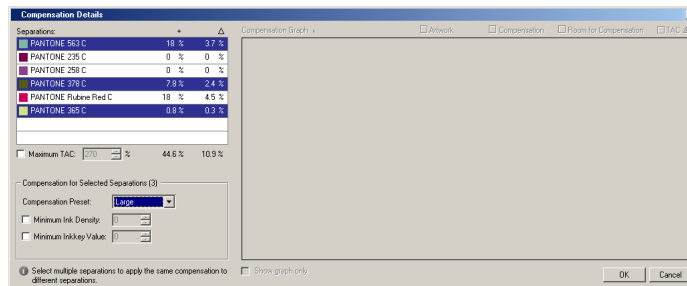 Compensation Details
Separations: + Δ
PANTONE 563 C 18 % 3.7 %
PANTONE 235 C 0 % 0 %
PANTONE 258 C 0 % 0 %
PANTONE 378 C 7.8 % 2.4 %
PANTONE Rubine Red C 18 % 4.5 %
PANTONE 365 C 0.8 % 0.3 %
Maximum TAC: 270 % 44.6 % 10.9 %
Compensation for Selected Separations (3)
Compensation Preset: Large
Minimum Ink Density: 0
Minimum Inkkey Value: 0
Select multiple separations to apply the same compensation to
different separations.
Compensation Graph Artwork Compensation Room for Compensation TAC
Show graph only
OK Cancel